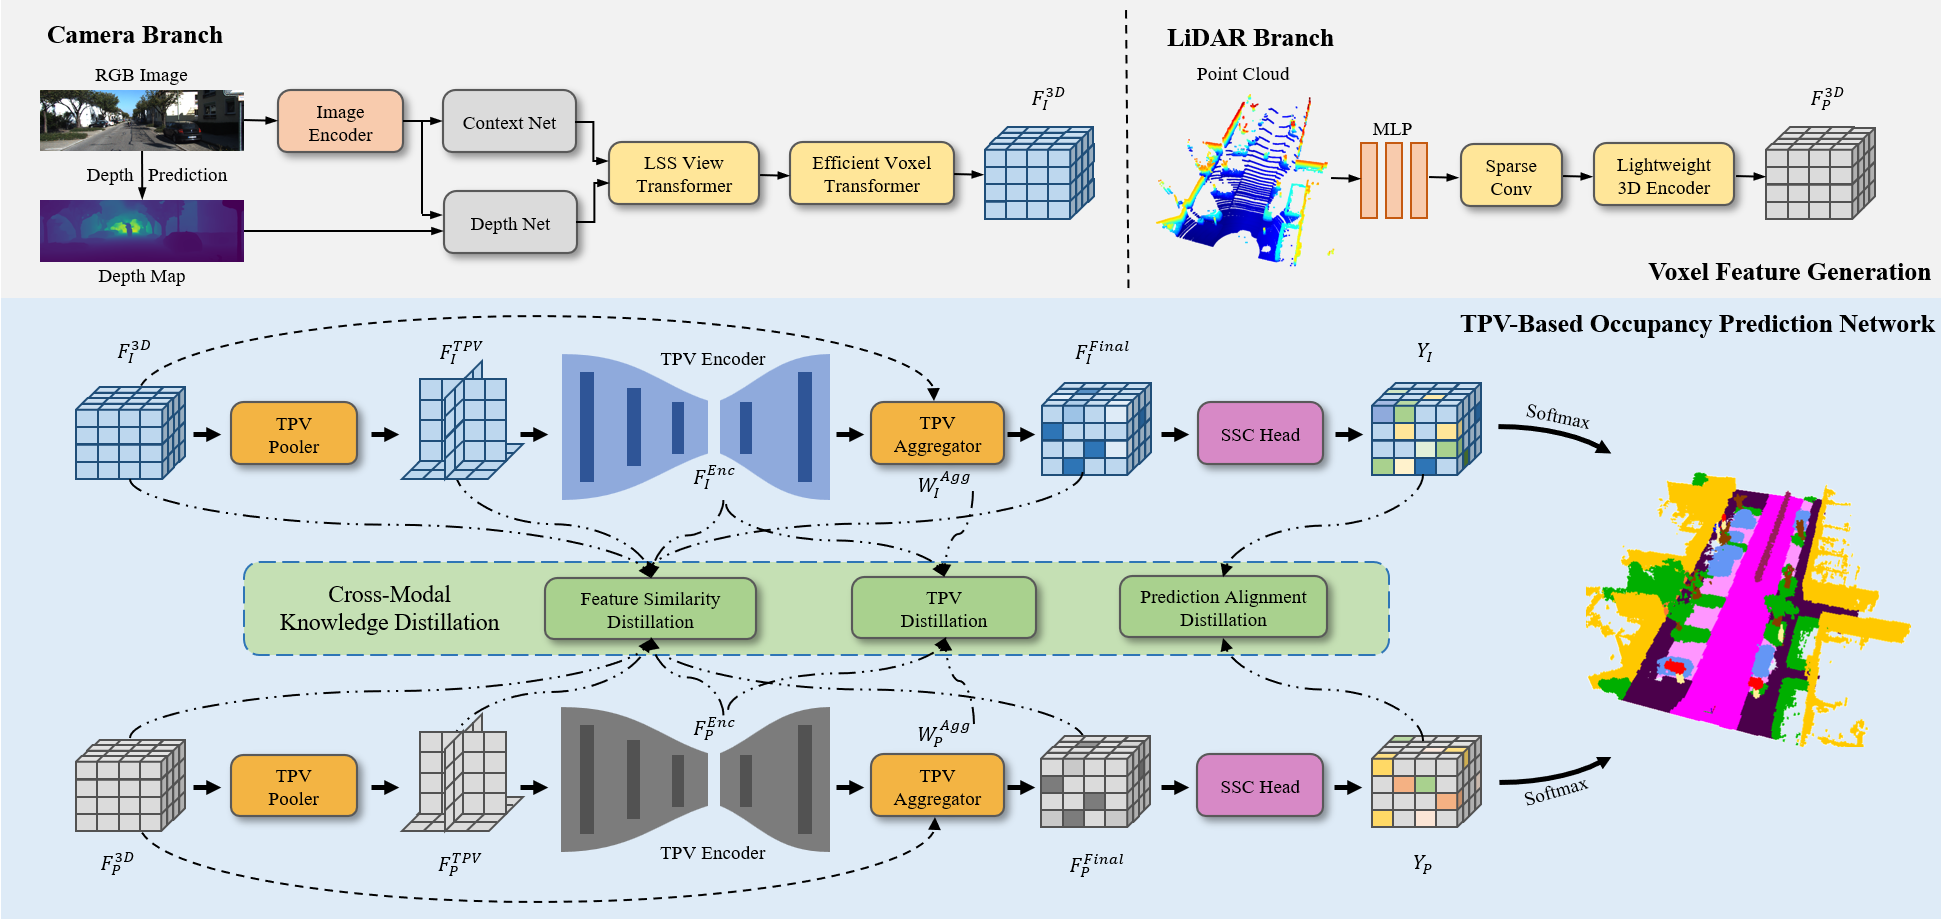 Camera Branch
RGB Image
Image
Encoder
Context Net
Depth Prediction
Depth Net
Depth Map
LSS View
Transformer
Efficient Voxel
Transformer
F_I^{3D}
LiDAR Branch
Point Cloud
MLP
Sparse
Conv
Lightweight
3D Encoder
F_P^{3D}
Voxel Feature Generation
TPV-Based Occupancy Prediction Network
F_I^{3D}
TPV
Pooler
F_I^{TPV}
TPV Encoder
F_I^{Enc}
TPV
Aggregator
W_I^{Agg}
F_I^{Final}
SSC Head
Y_I
Softmax
Cross-Modal
Knowledge Distillation
Feature Similarity
Distillation
TPV
Distillation
Prediction Alignment
Distillation
F_P^{3D}
TPV
Pooler
F_P^{TPV}
F_P^{Enc}
TPV Encoder
W_P^{Agg}
TPV
Aggregator
F_P^{Final}
SSC Head
Y_P
Softmax